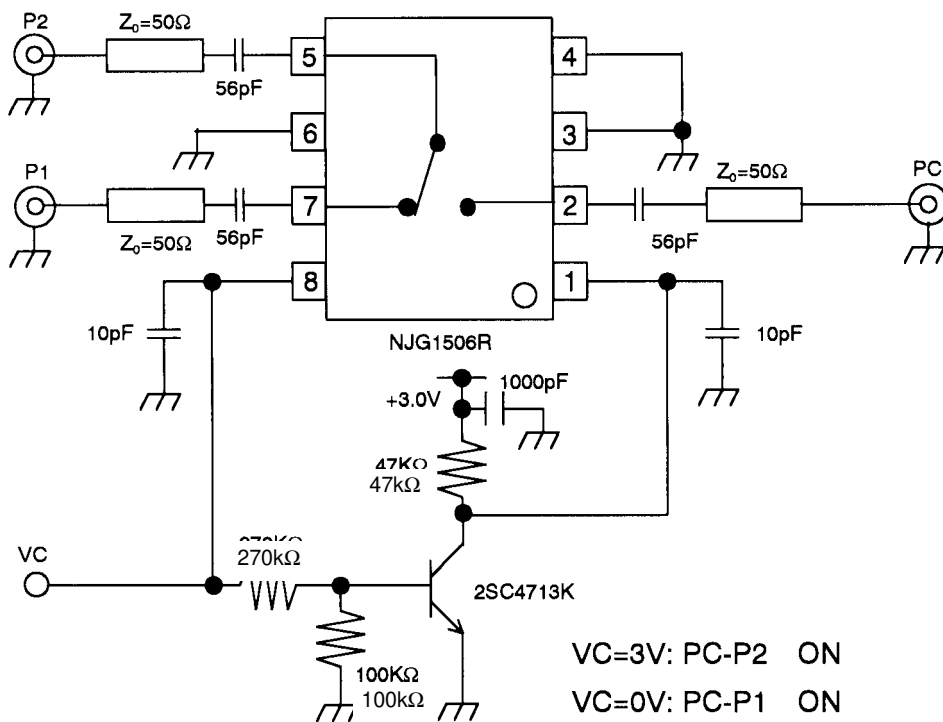 P2
Z₀=50Ω
5
4
56pF
6
3
P1
PC
Z₀=50Ω
7
2
Z₀=50Ω
56pF
56pF
8
1
10pF
10pF
NJG1506R
1000pF
+3.0V
47KΩ
47kΩ
VC
270KΩ
270kΩ
2SC4713K
100KΩ
100kΩ
VC=3V: PC-P2 ON
VC=0V: PC-P1 ON